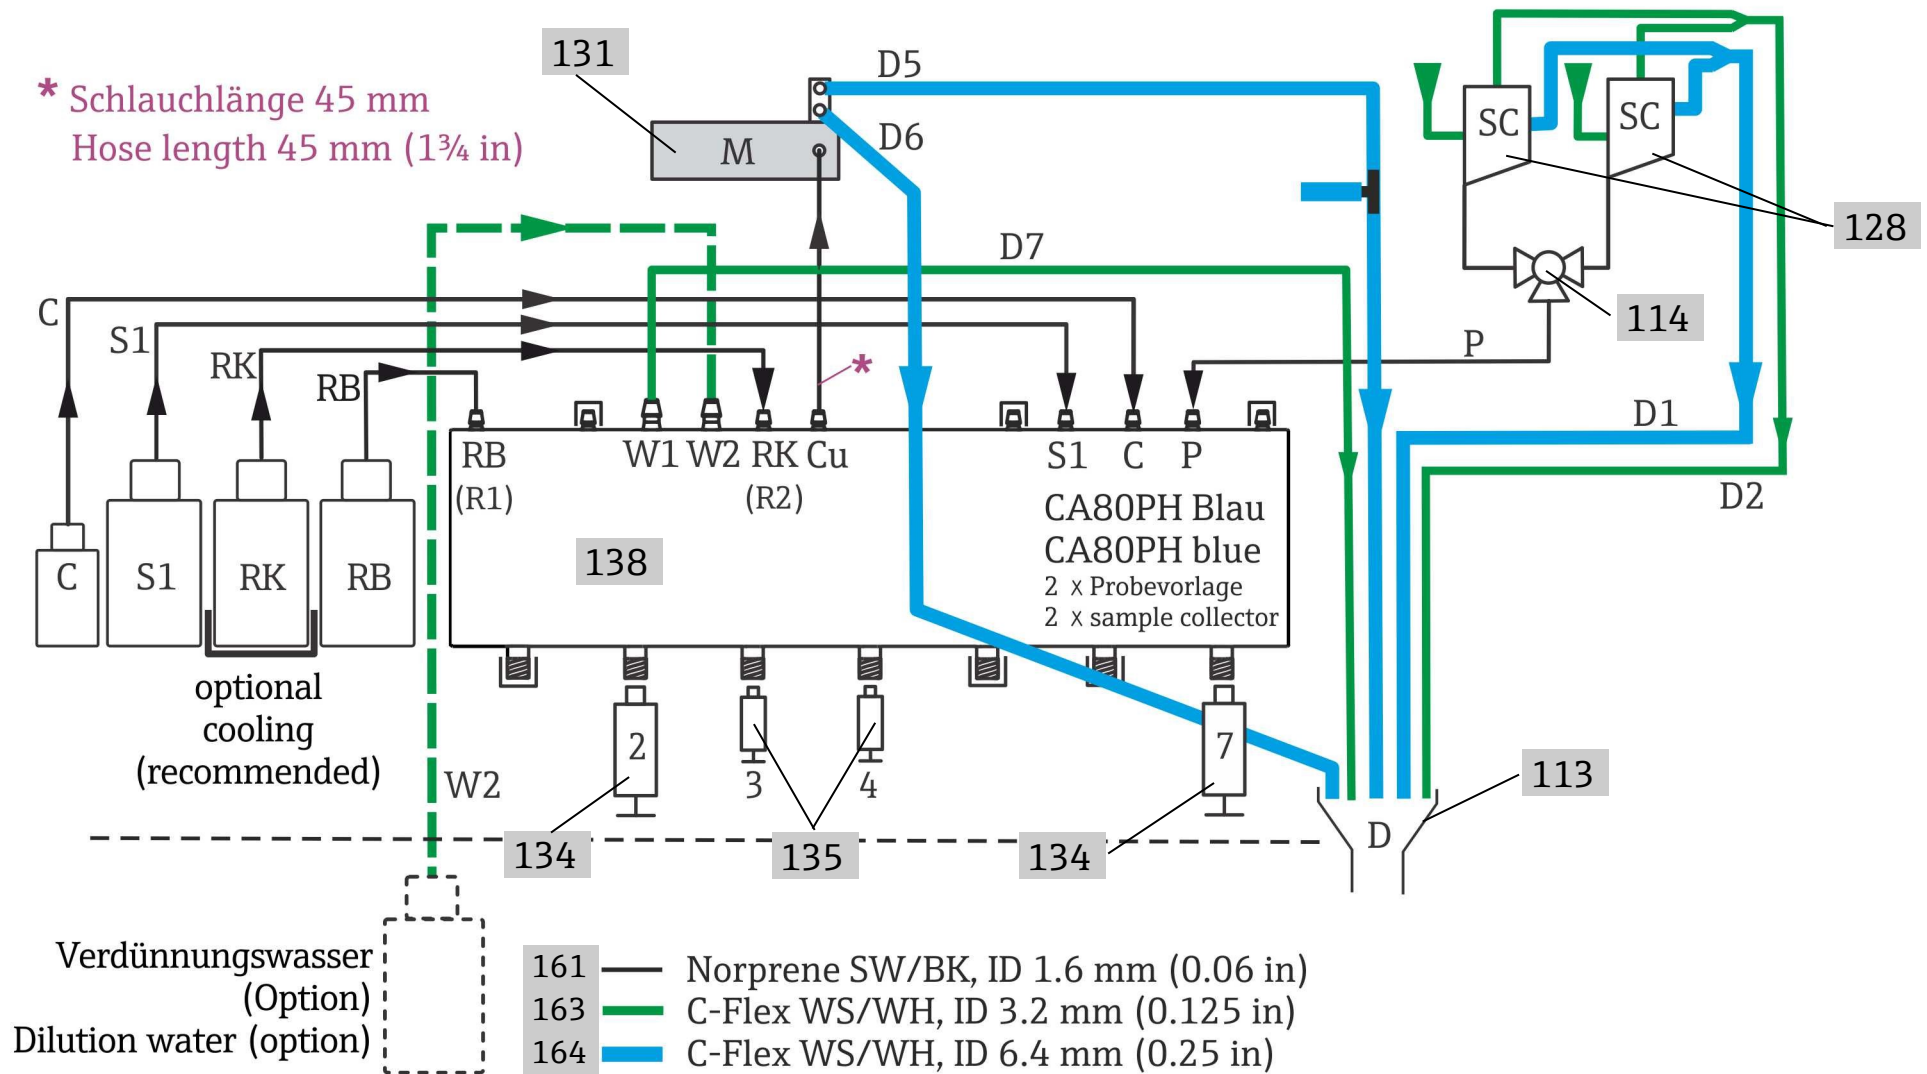 131
D5
* Schlauchlänge 45 mm
Hose length 45 mm (1¾ in)
M
D6
SC
SC
128
D7
114
C
S1
RK
RB
*
P
D1
D2
RB
(R1)
W1
W2
RK
(R2)
Cu
S1
C
P
CA80PH Blau
CA80PH blue
2 x Probevorlage
2 x sample collector
138
C
S1
RK
RB
optional
cooling
(recommended)
W2
2
3
4
7
134
135
134
113
D
Verdünnungswasser
(Option)
Dilution water (option)
161 Norprene SW/BK, ID 1.6 mm (0.06 in)
163 C-Flex WS/WH, ID 3.2 mm (0.125 in)
164 C-Flex WS/WH, ID 6.4 mm (0.25 in)